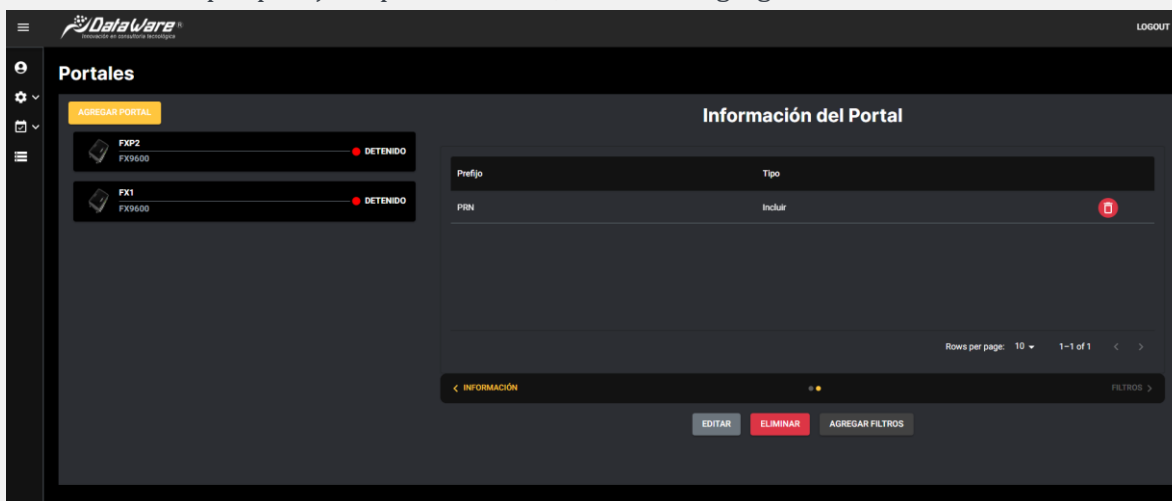 DataWare ®
Innovación en consultoría tecnológica
LOGOUT
Portales
AGREGAR PORTAL
FXP2
FX9600
DETENIDO
FX1
FX9600
DETENIDO
Información del Portal
Prefijo Tipo
PRN Incluir
Rows per page: 10 1–1 of 1
INFORMACIÓN FILTROS
EDITAR ELIMINAR AGREGAR FILTROS